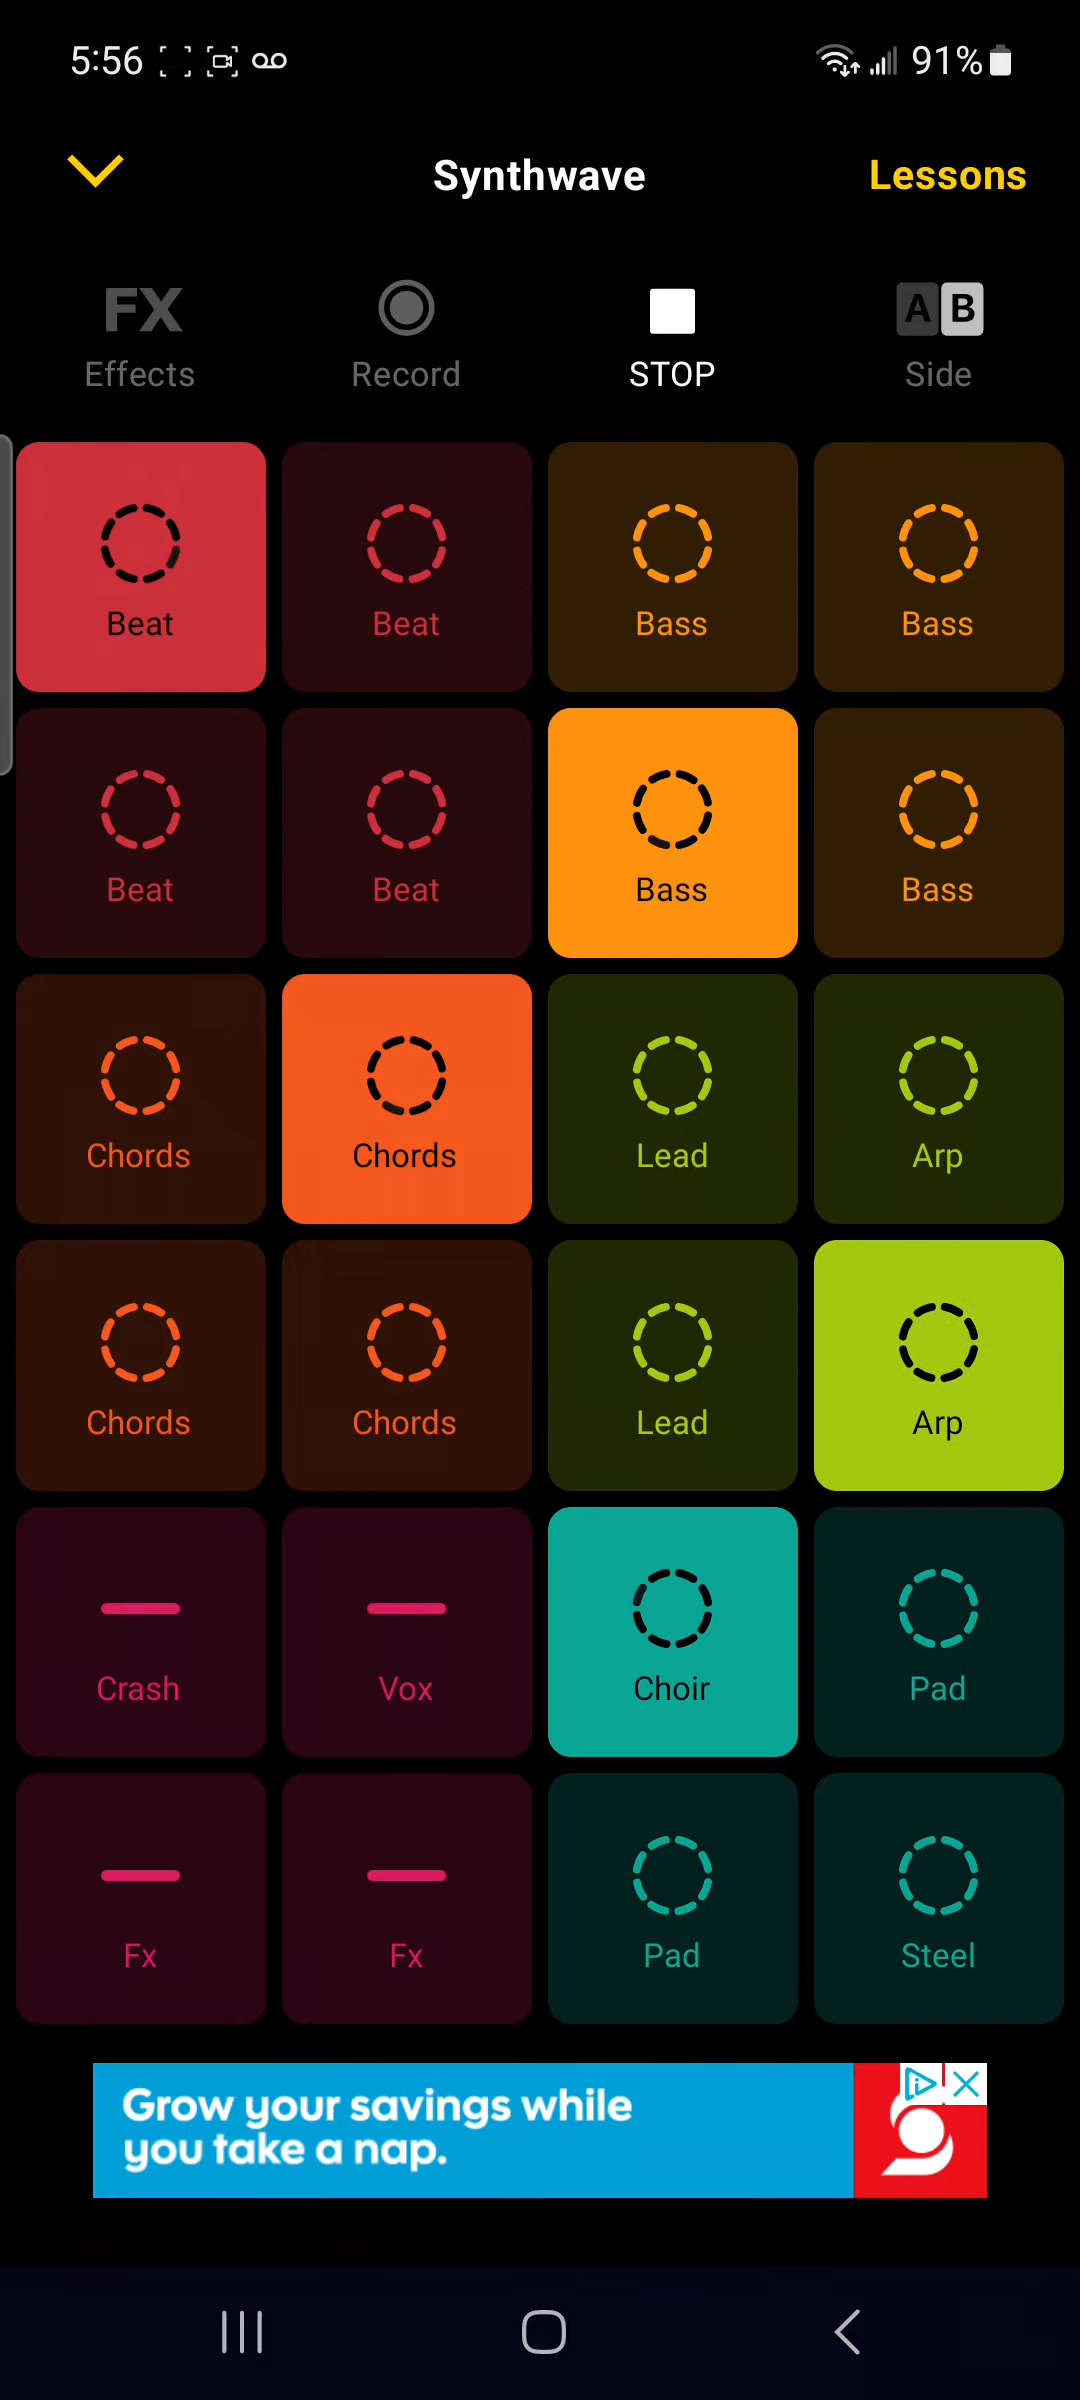 5:56 91%
Synthwave Lessons
FX A B
Effects Record STOP Side
Beat Beat Bass Bass
Beat Beat Bass Bass
Chords Chords Lead Arp
Chords Chords Lead Arp
Crash Vox Choir Pad
Fx Fx Pad Steel
Grow your savings while
you take a nap.